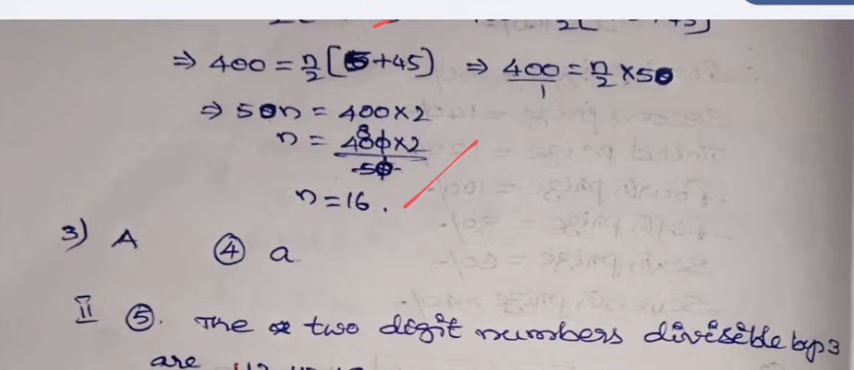 ⇒ 400 = n/2 [5+45] ⇒ 400/1 = n/2 ×50
⇒ 50n = 400×2
n = 400×2/50
n = 16.
3) A ④ a
II ⑤. The two digit numbers divisible by 3
are